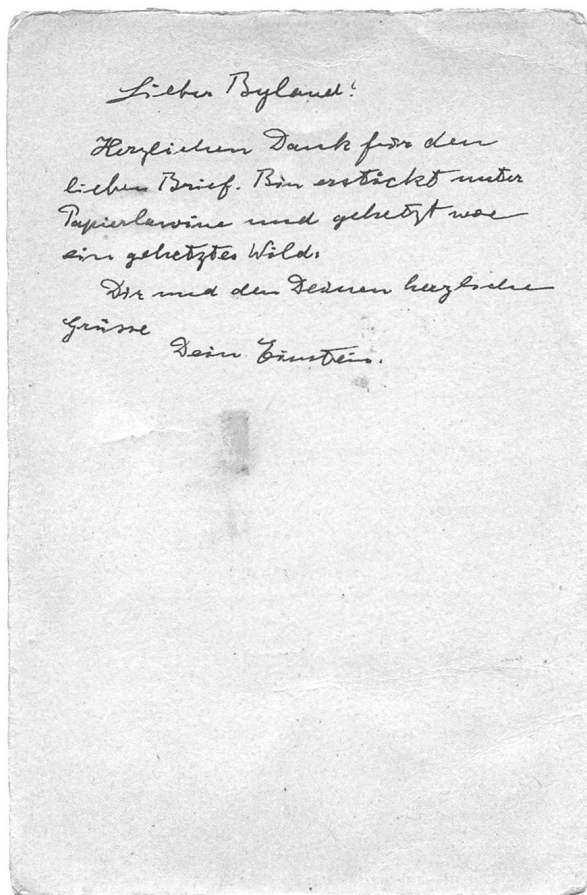 Lieber Byland!
Herzlichen Dank für den
lieben Brief. Bin erstickt unter
Papierlawine und gehetzt wie
ein gehetztes Wild.
Dir und den Deinen herzliche
Grüsse
Dein Einstein.